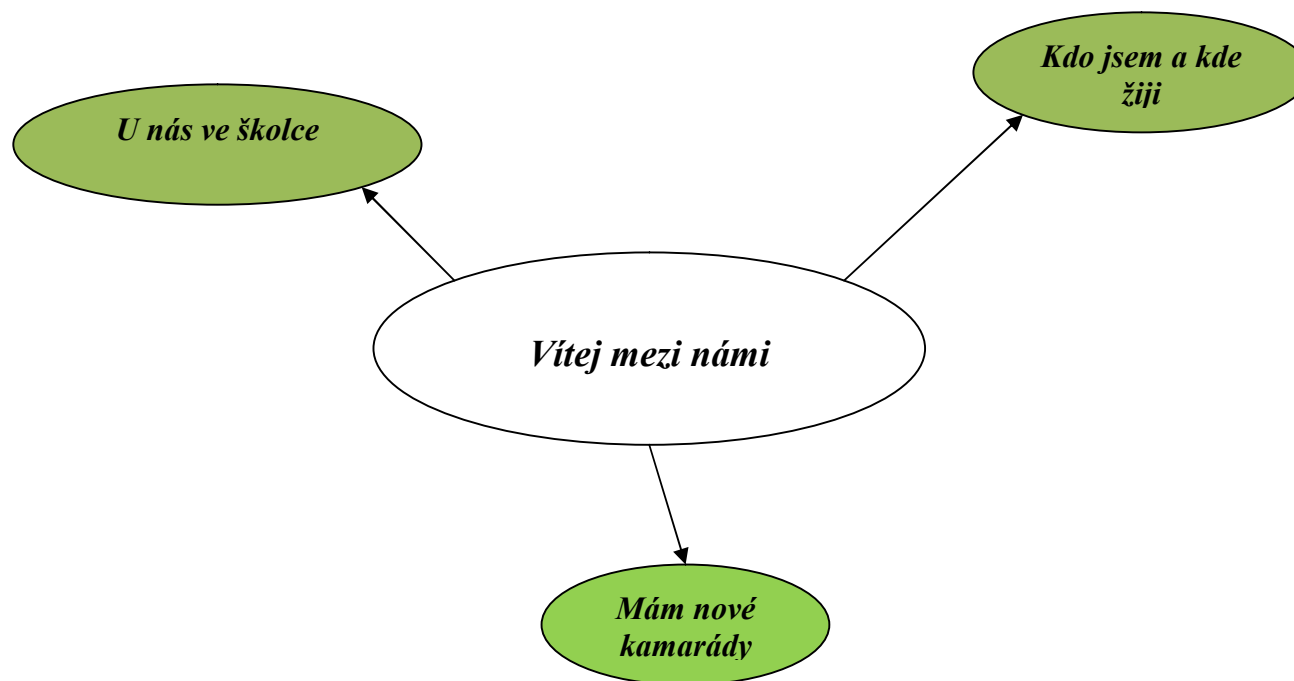 Kdo jsem a kde
žiji
U nás ve školce
Vítej mezi námi
Mám nové
kamarády